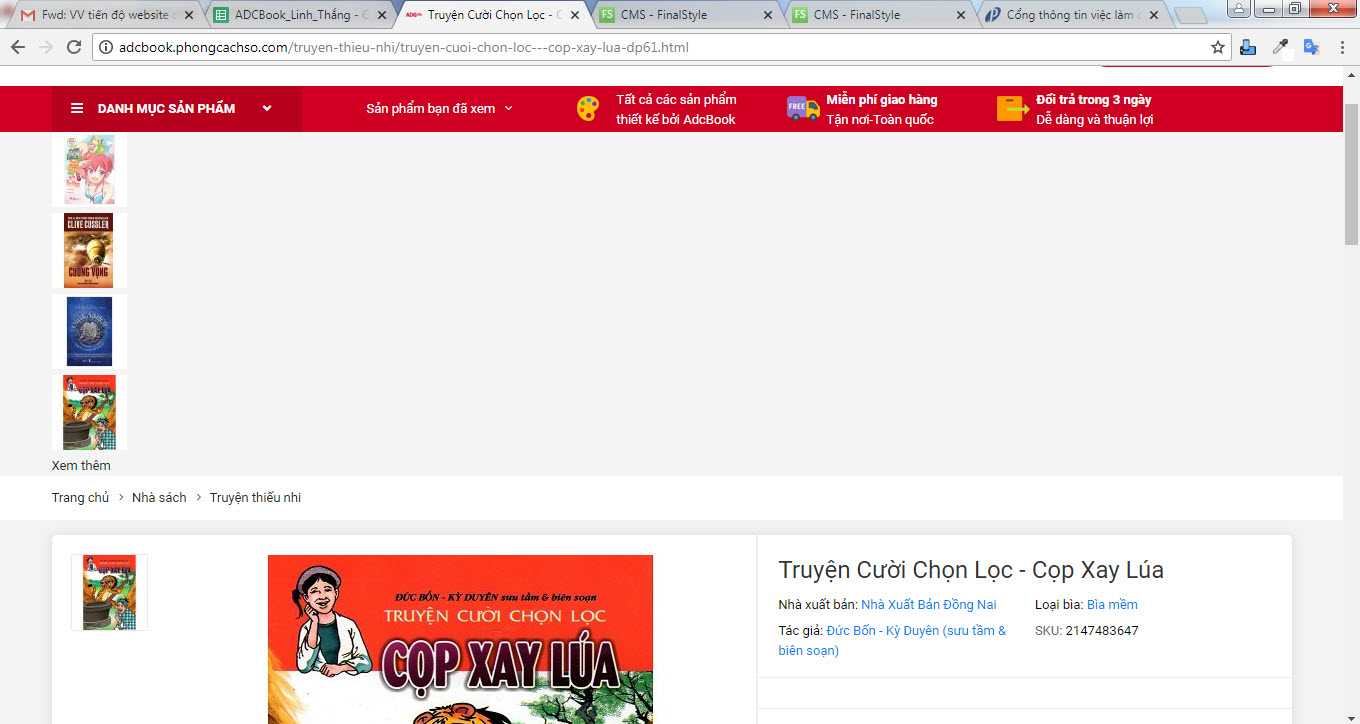 Fwd: VV tiến độ website
ADCBook_Linh_Thắng - G
Truyện Cười Chọn Lọc - C
CMS - FinalStyle
CMS - FinalStyle
Cổng thông tin việc làm
adcbook.phongcachso.com/truyen-thieu-nhi/truyen-cuoi-chon-loc---cop-xay-lua-dp61.html
DANH MỤC SẢN PHẨM
Sản phẩm bạn đã xem
Tất cả các sản phẩm
thiết kế bởi AdcBook
FREE
Miễn phí giao hàng
Tận nơi-Toàn quốc
Đổi trả trong 3 ngày
Dễ dàng và thuận lợi
CLIVE CUSSLER
CUỒNG VỌNG
CỌP XAY LÚA
Xem thêm
Trang chủ > Nhà sách > Truyện thiếu nhi
CỌP XAY LÚA
ĐỨC BỐN - KỲ DUYÊN sưu tầm & biên soạn
TRUYỆN CƯỜI CHỌN LỌC
CỌP XAY LÚA
Truyện Cười Chọn Lọc - Cọp Xay Lúa
Nhà xuất bản: Nhà Xuất Bản Đồng Nai
Loại bìa: Bìa mềm
Tác giả: Đức Bốn - Kỳ Duyên (sưu tầm &
biên soạn)
SKU: 2147483647